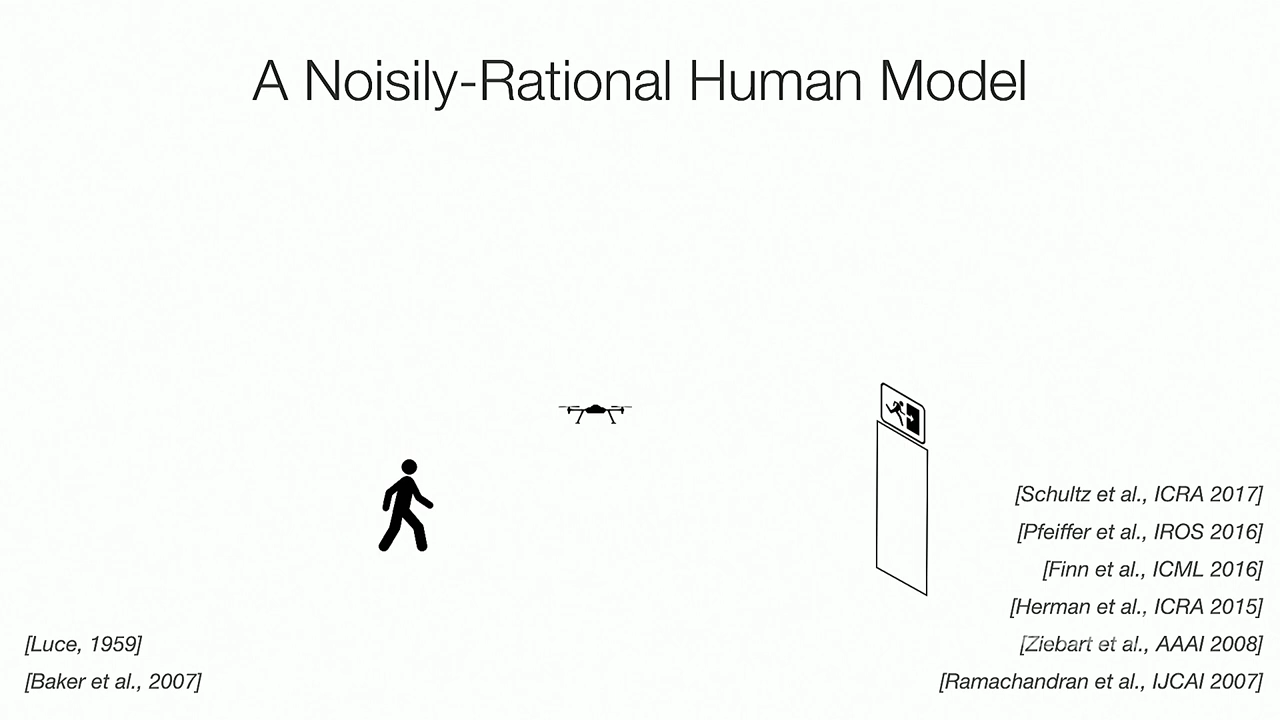 A Noisily-Rational Human Model
[Schultz et al., ICRA 2017]
[Pfeiffer et al., IROS 2016]
[Finn et al., ICML 2016]
[Herman et al., ICRA 2015]
[Ziebart et al., AAAI 2008]
[Ramachandran et al., IJCAI 2007]
[Luce, 1959]
[Baker et al., 2007]